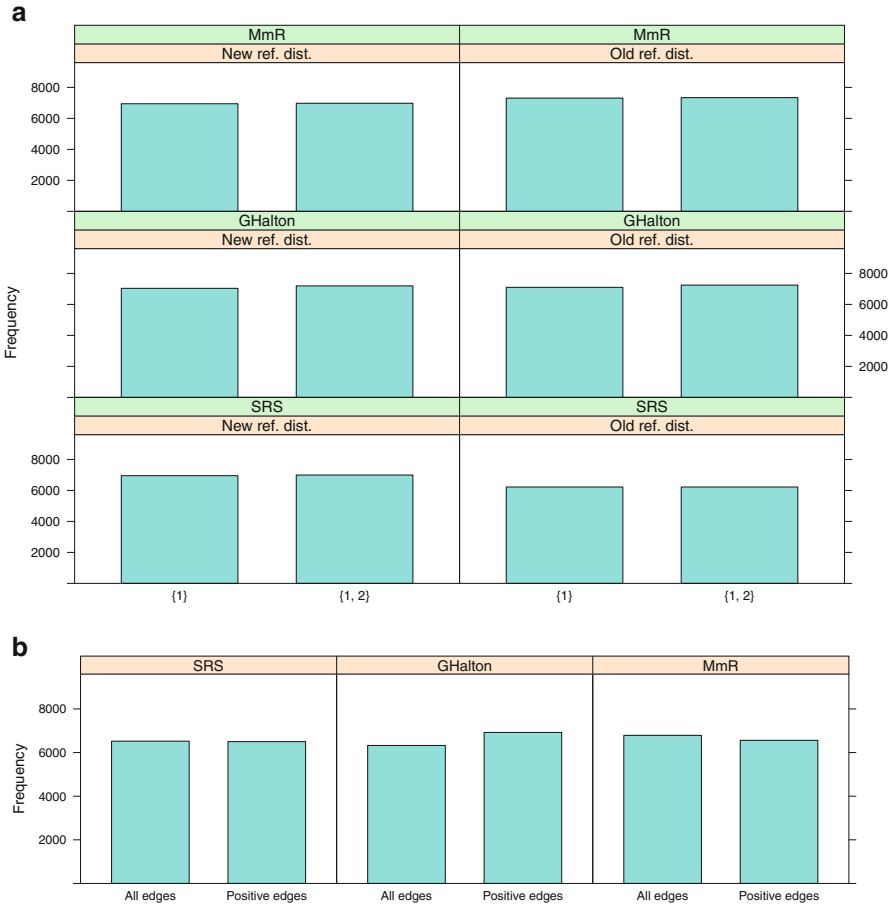 a
MmR MmR
New ref. dist. Old ref. dist.
8000
6000
4000
2000
GHalton GHalton
New ref. dist. Old ref. dist.
8000
6000
4000
2000
Frequency
SRS SRS
New ref. dist. Old ref. dist.
8000
6000
4000
2000
{1} {1, 2} {1} {1, 2}
b
SRS GHalton MmR
8000
6000
4000
2000
Frequency
All edges Positive edges All edges Positive edges All edges Positive edges